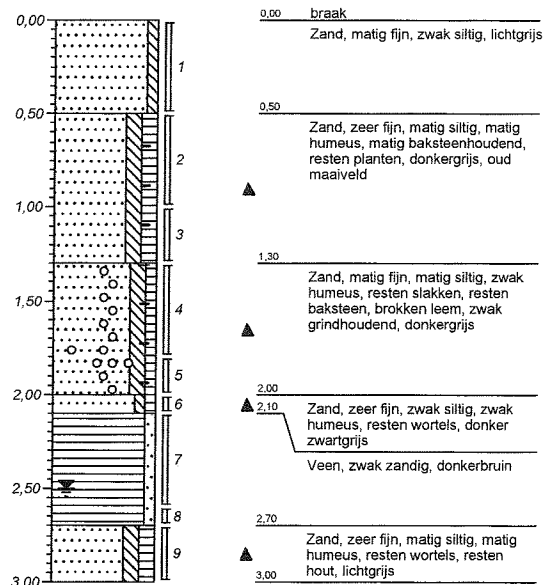 0,00
0,00 braak
Zand, matig fijn, zwak siltig, lichtgrijs
1
0,50
0,50
Zand, zeer fijn, matig siltig, matig
humeus, matig baksteenhoudend,
resten planten, donkergrijs, oud
maaiveld
2
1,00
3
1,30
Zand, matig fijn, matig siltig, zwak
humeus, resten slakken, resten
baksteen, brokken leem, zwak
grindhoudend, donkergrijs
4
1,50
5
2,00
2,00
6
2,10
Zand, zeer fijn, zwak siltig, zwak
humeus, resten wortels, donker
zwartgrijs
Veen, zwak zandig, donkerbruin
7
2,50
8
2,70
Zand, zeer fijn, matig siltig, matig
humeus, resten wortels, resten
hout, lichtgrijs
9
3,00
3,00